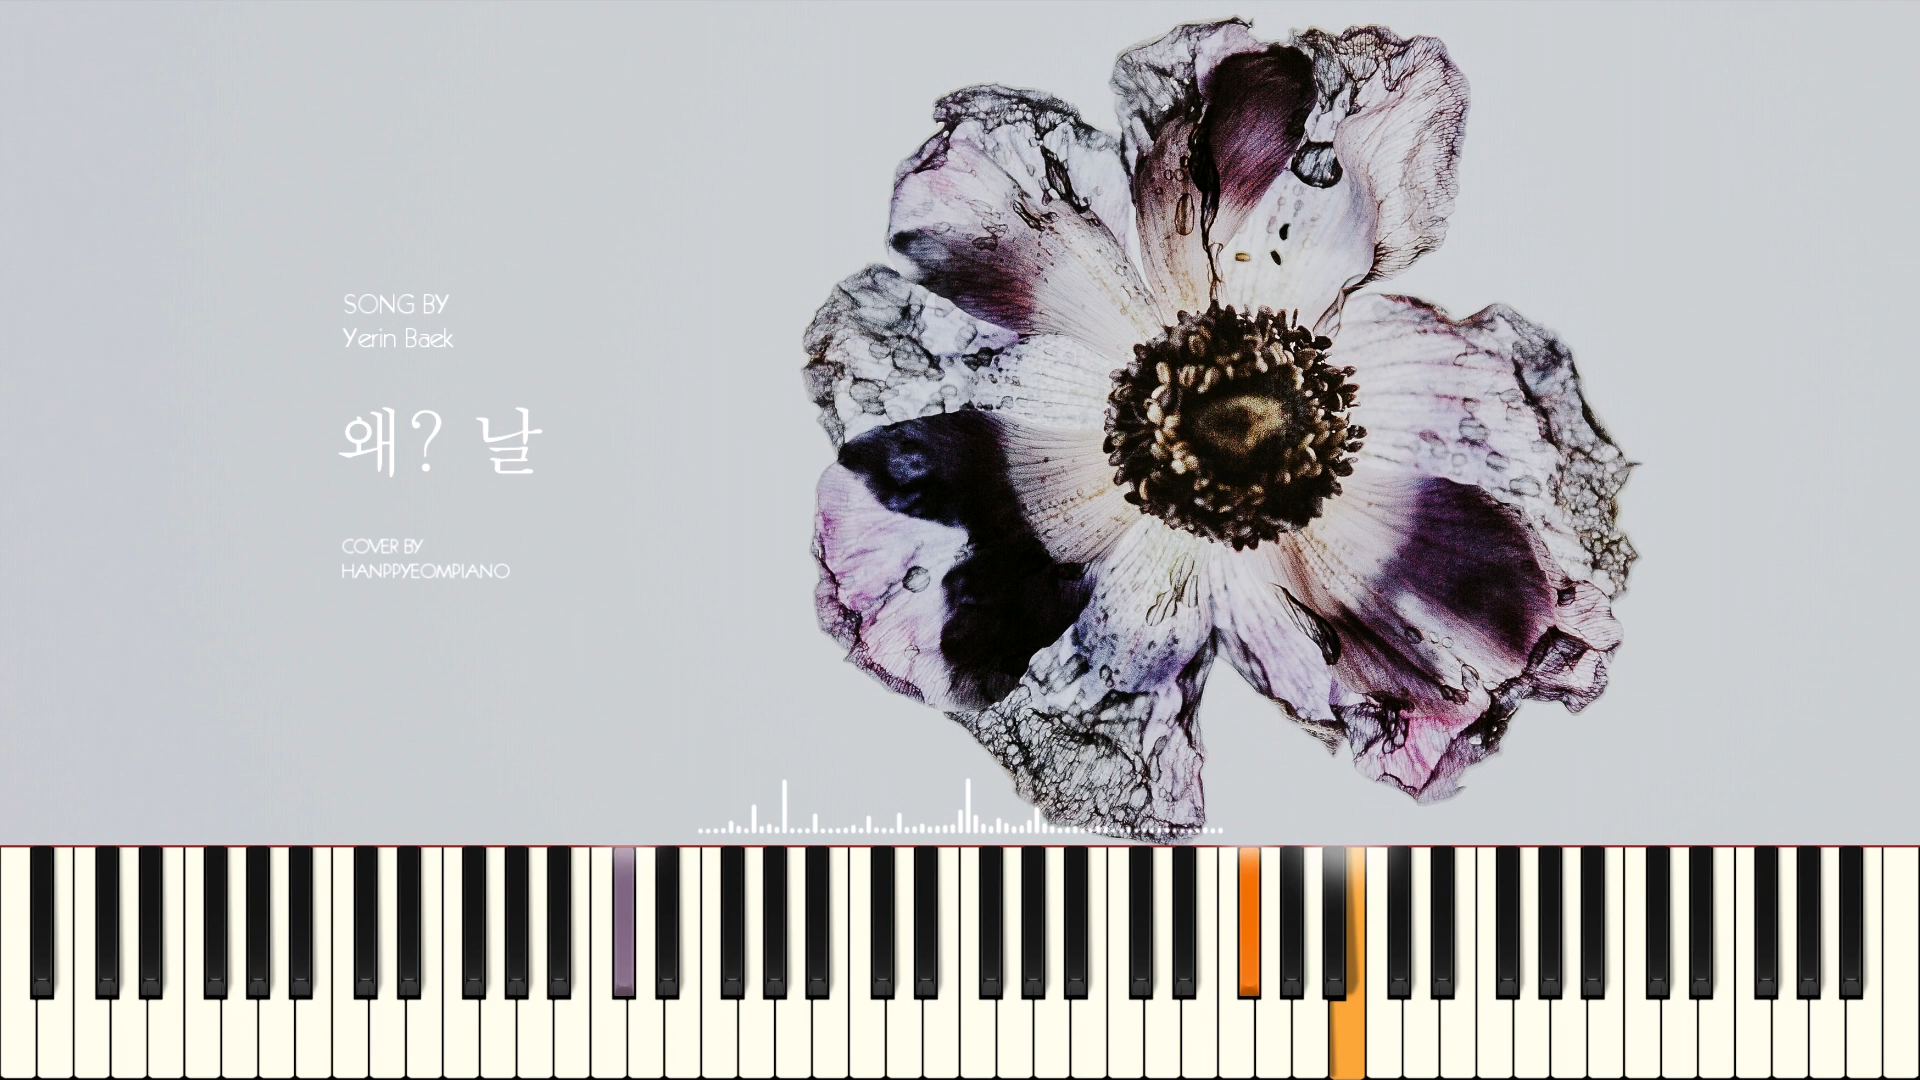 SONG BY
Yerin Baek
왜? 날
COVER BY
HANPPYEOMPIANO